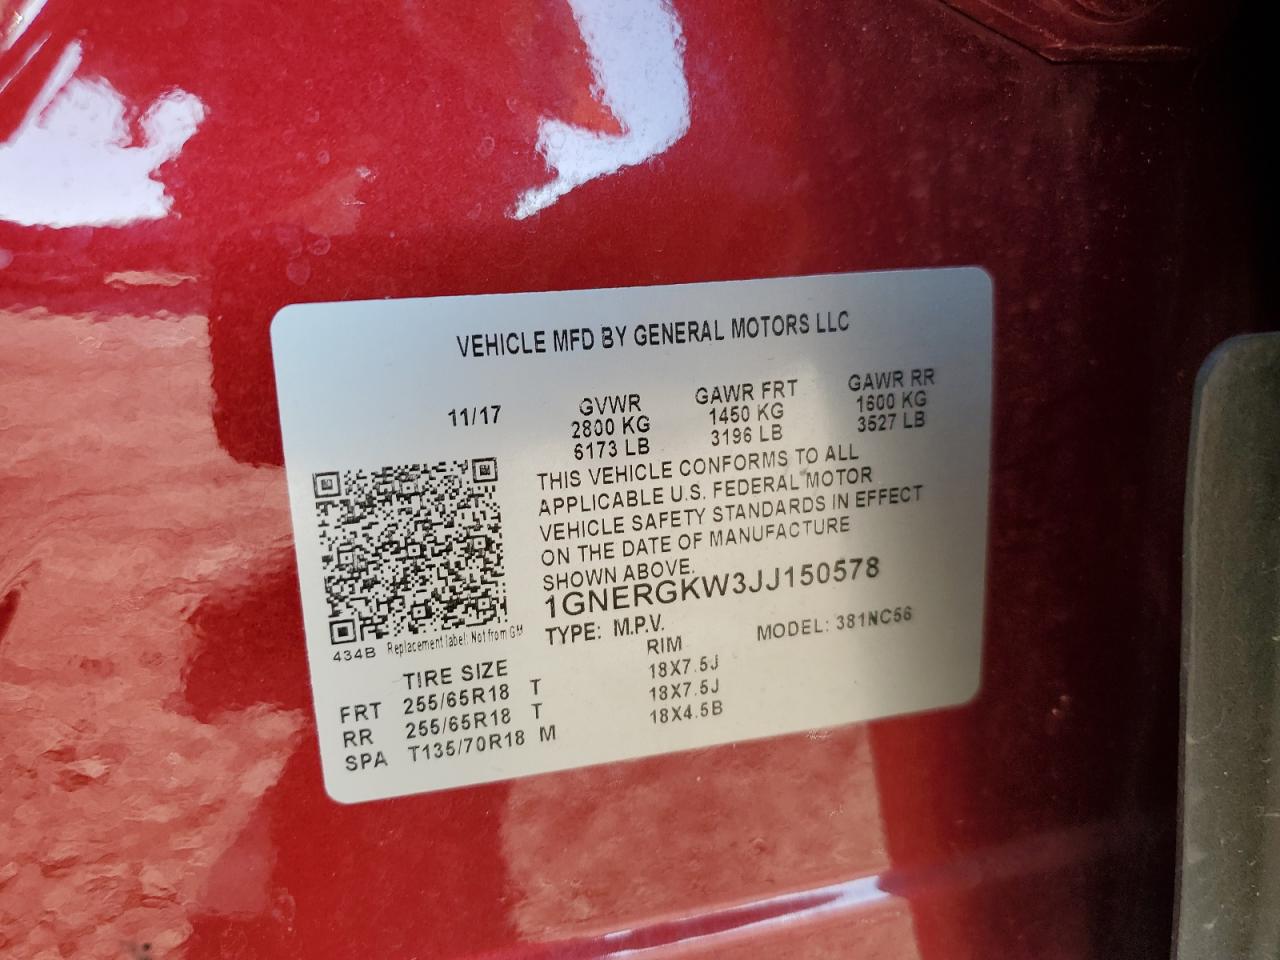 VEHICLE MFD BY GENERAL MOTORS LLC
11/17 GVWR GAWR FRT GAWR RR
2800 KG 1450 KG 1600 KG
6173 LB 3196 LB 3527 LB
THIS VEHICLE CONFORMS TO ALL
APPLICABLE U.S. FEDERAL MOTOR
VEHICLE SAFETY STANDARDS IN EFFECT
ON THE DATE OF MANUFACTURE
SHOWN ABOVE.
1GNERGKW3JJ150578
434B Replacement label: Not from GM
TYPE: M.P.V. MODEL: 381NC56
TIRE SIZE RIM
FRT 255/65R18 T 18X7.5J
RR 255/65R18 T 18X7.5J
SPA T135/70R18 M 18X4.5B